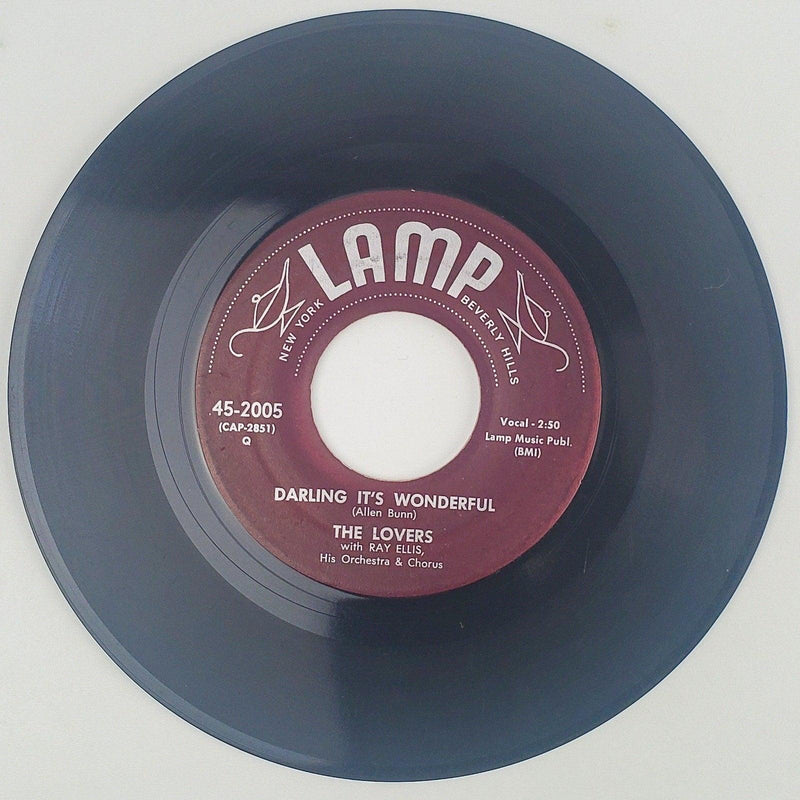 LAMP
NEW YORK
BEVERLY HILLS
45-2005
(CAP-2851)
Q
Vocal - 2:50
Lamp Music Publ.
(BMI)
DARLING IT'S WONDERFUL
(Allen Bunn)
THE LOVERS
with RAY ELLIS,
His Orchestra & Chorus